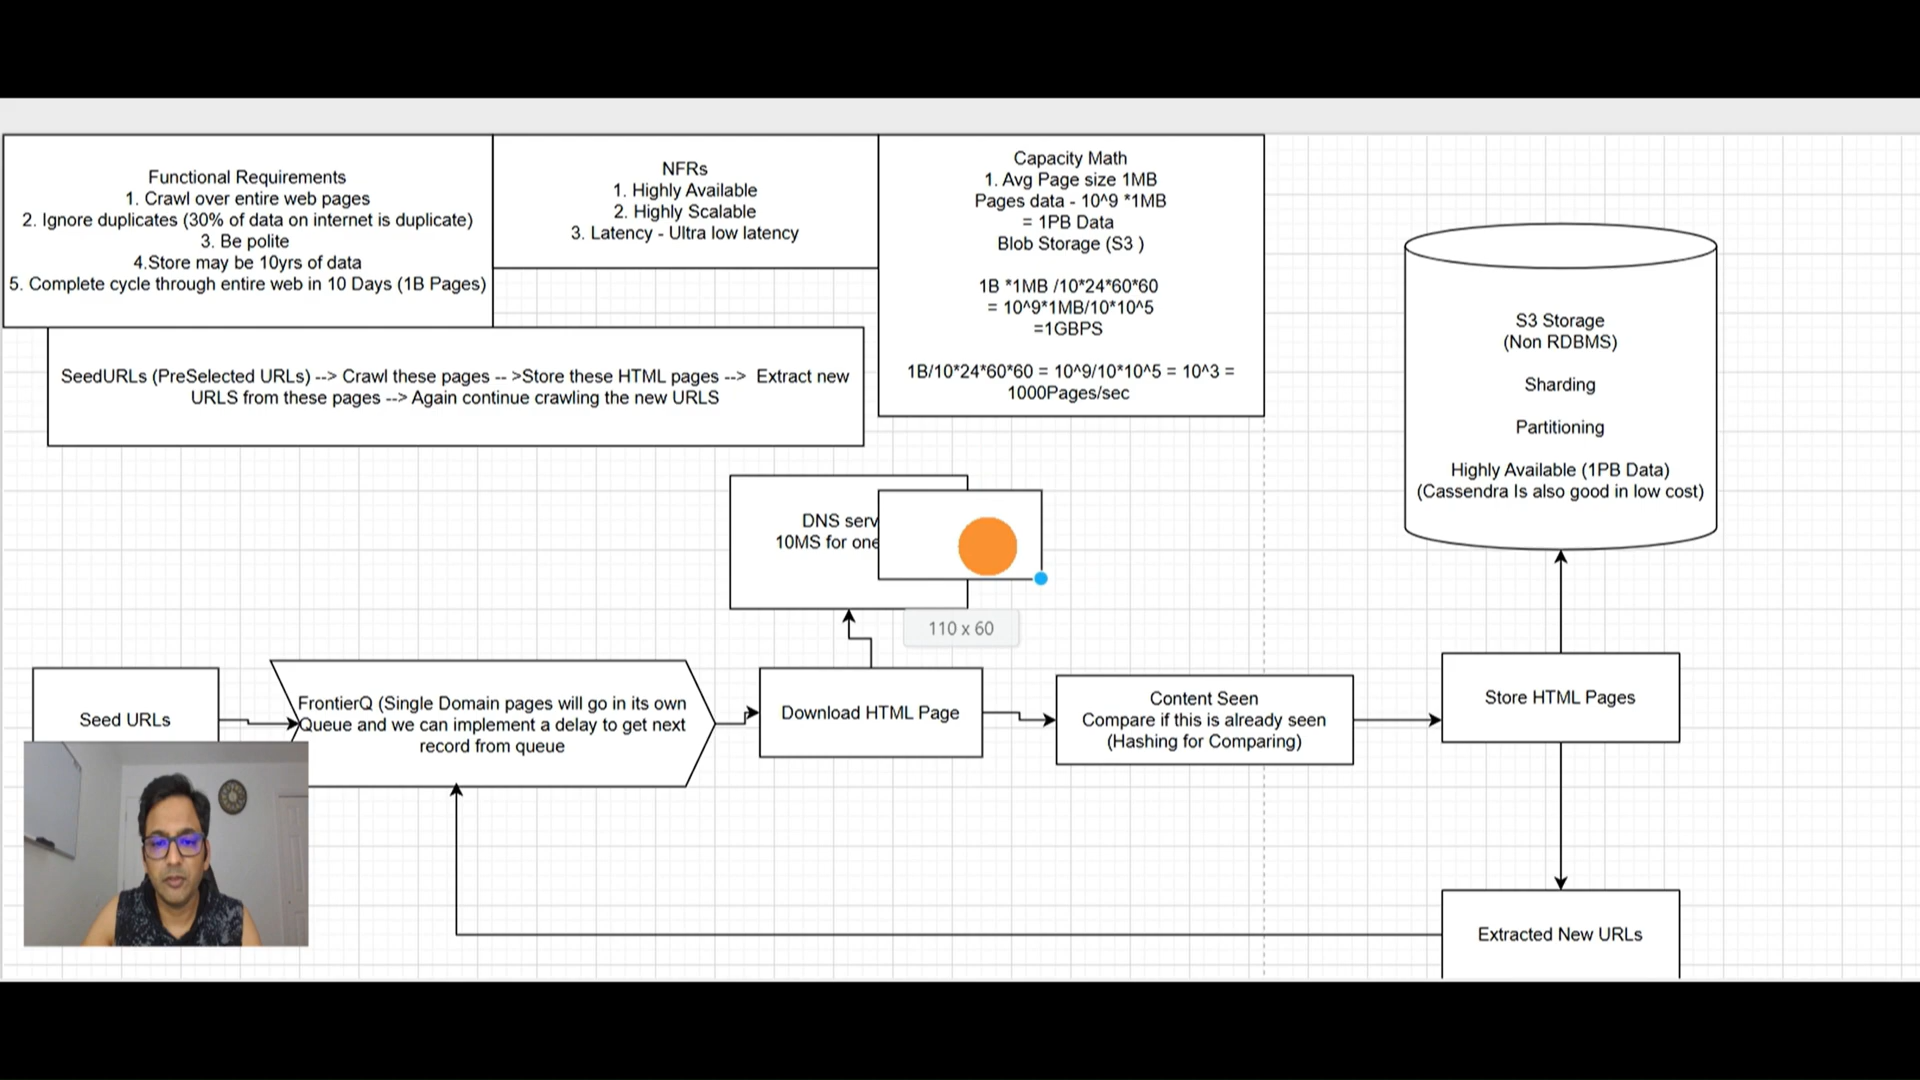 Functional Requirements
1. Crawl over entire web pages
2. Ignore duplicates (30% of data on internet is duplicate)
3. Be polite
4.Store may be 10yrs of data
5. Complete cycle through entire web in 10 Days (1B Pages)
NFRs
1. Highly Available
2. Highly Scalable
3. Latency - Ultra low latency
Capacity Math
1. Avg Page size 1MB
Pages data - 10^9 *1MB
= 1PB Data
Blob Storage (S3 )
1B *1MB /10*24*60*60
= 10^9*1MB/10*10^5
=1GBPS
1B/10*24*60*60 = 10^9/10*10^5 = 10^3 =
1000Pages/sec
SeedURLs (PreSelected URLs) --> Crawl these pages -- >Store these HTML pages --> Extract new
URLS from these pages --> Again continue crawling the new URLS
S3 Storage
(Non RDBMS)
Sharding
Partitioning
Highly Available (1PB Data)
(Cassendra Is also good in low cost)
DNS serv
10MS for one
110 x 60
Seed URLs
FrontierQ (Single Domain pages will go in its own
Queue and we can implement a delay to get next
record from queue
Download HTML Page
Content Seen
Compare if this is already seen
(Hashing for Comparing)
Store HTML Pages
Extracted New URLs